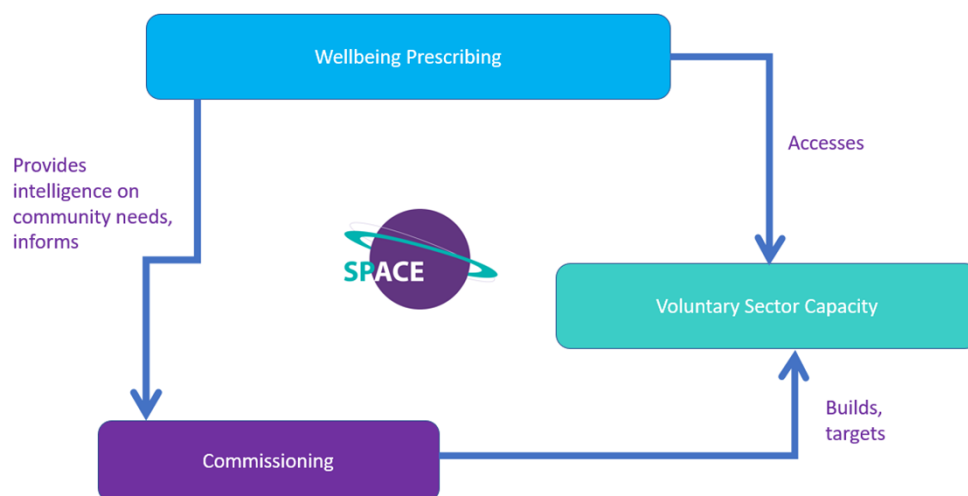 Wellbeing Prescribing
Accesses
Provides
intelligence on
community needs,
informs
SPACE
Voluntary Sector Capacity
Builds,
targets
Commissioning